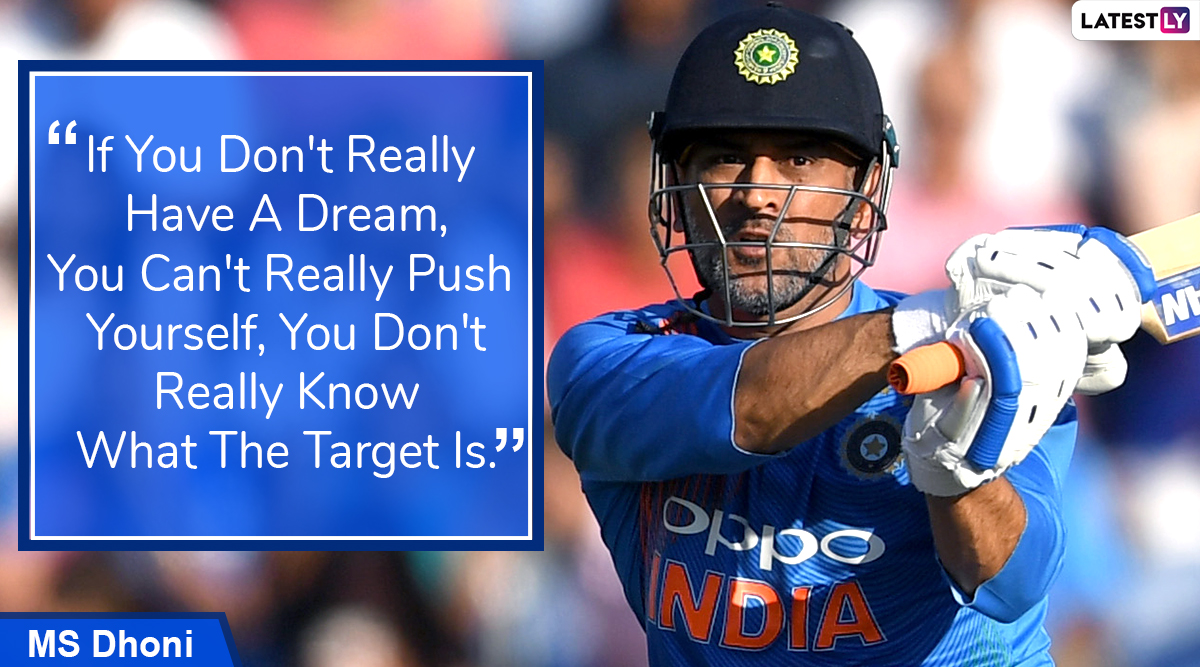 LATESTLY
“If You Don't Really
Have A Dream,
You Can't Really Push
Yourself, You Don't
Really Know
What The Target Is.”
oppo
INDIA
MS Dhoni